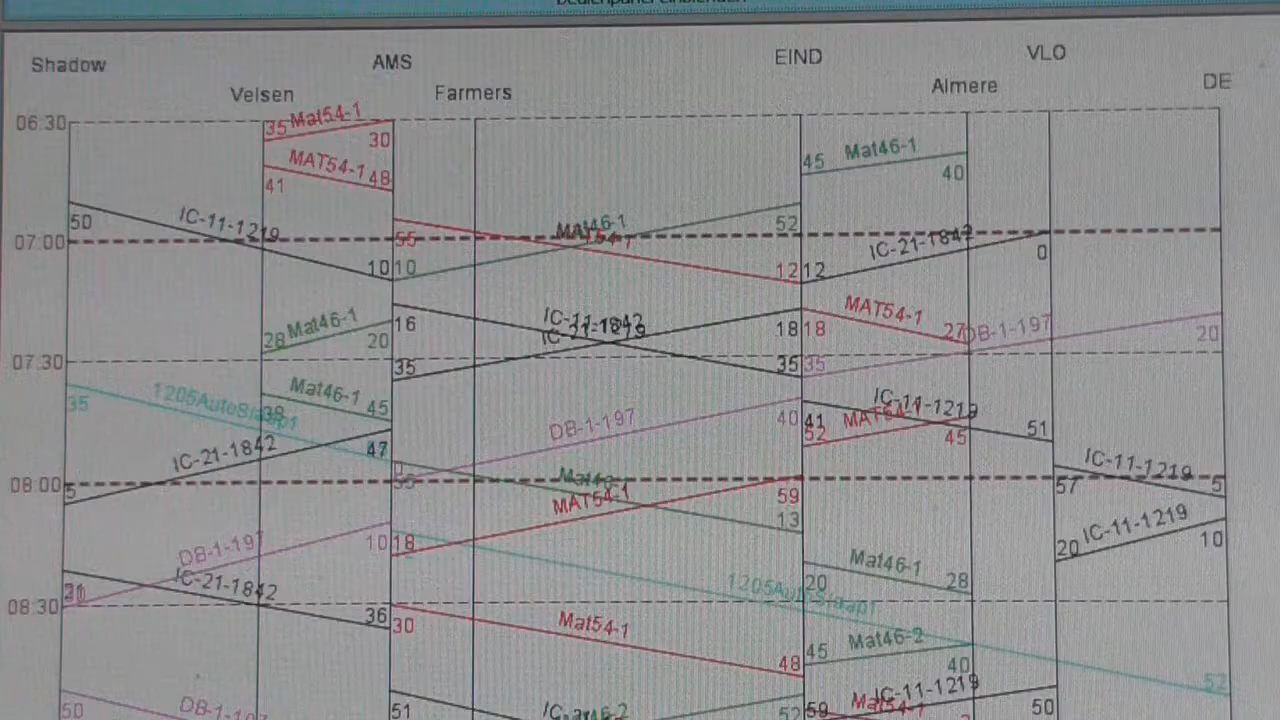 Shadow
AMS
EIND
VLO
Velsen
Farmers
Almere
DE
06:30
35 Mat54-1
30
MAT54-1 48
41
45 Mat46-1
40
50
IC-11-1219
07:00
55
Mat46-1
52
IC-21-1842
0
10 10
12 12
28 Mat46-1
20
16
IC-11-1219
18 18
MAT54-1
27
DB-1-197
20
07:30
35
35 35
35
Mat46-1 45
38
DB-1-197
40 41
52
IC-11-1219
51
45
IC-21-1842
47
08:00
5
55
MAT54-1
59
13
57
IC-11-1219
5
DB-1-197
10 18
20 IC-11-1219
10
IC-21-1842
36
20 Mat46-1 28
08:30
30
Mat54-1
48
45 Mat46-2
40
52
50
51
52 59
IC-11-1219
Mat54-1
50